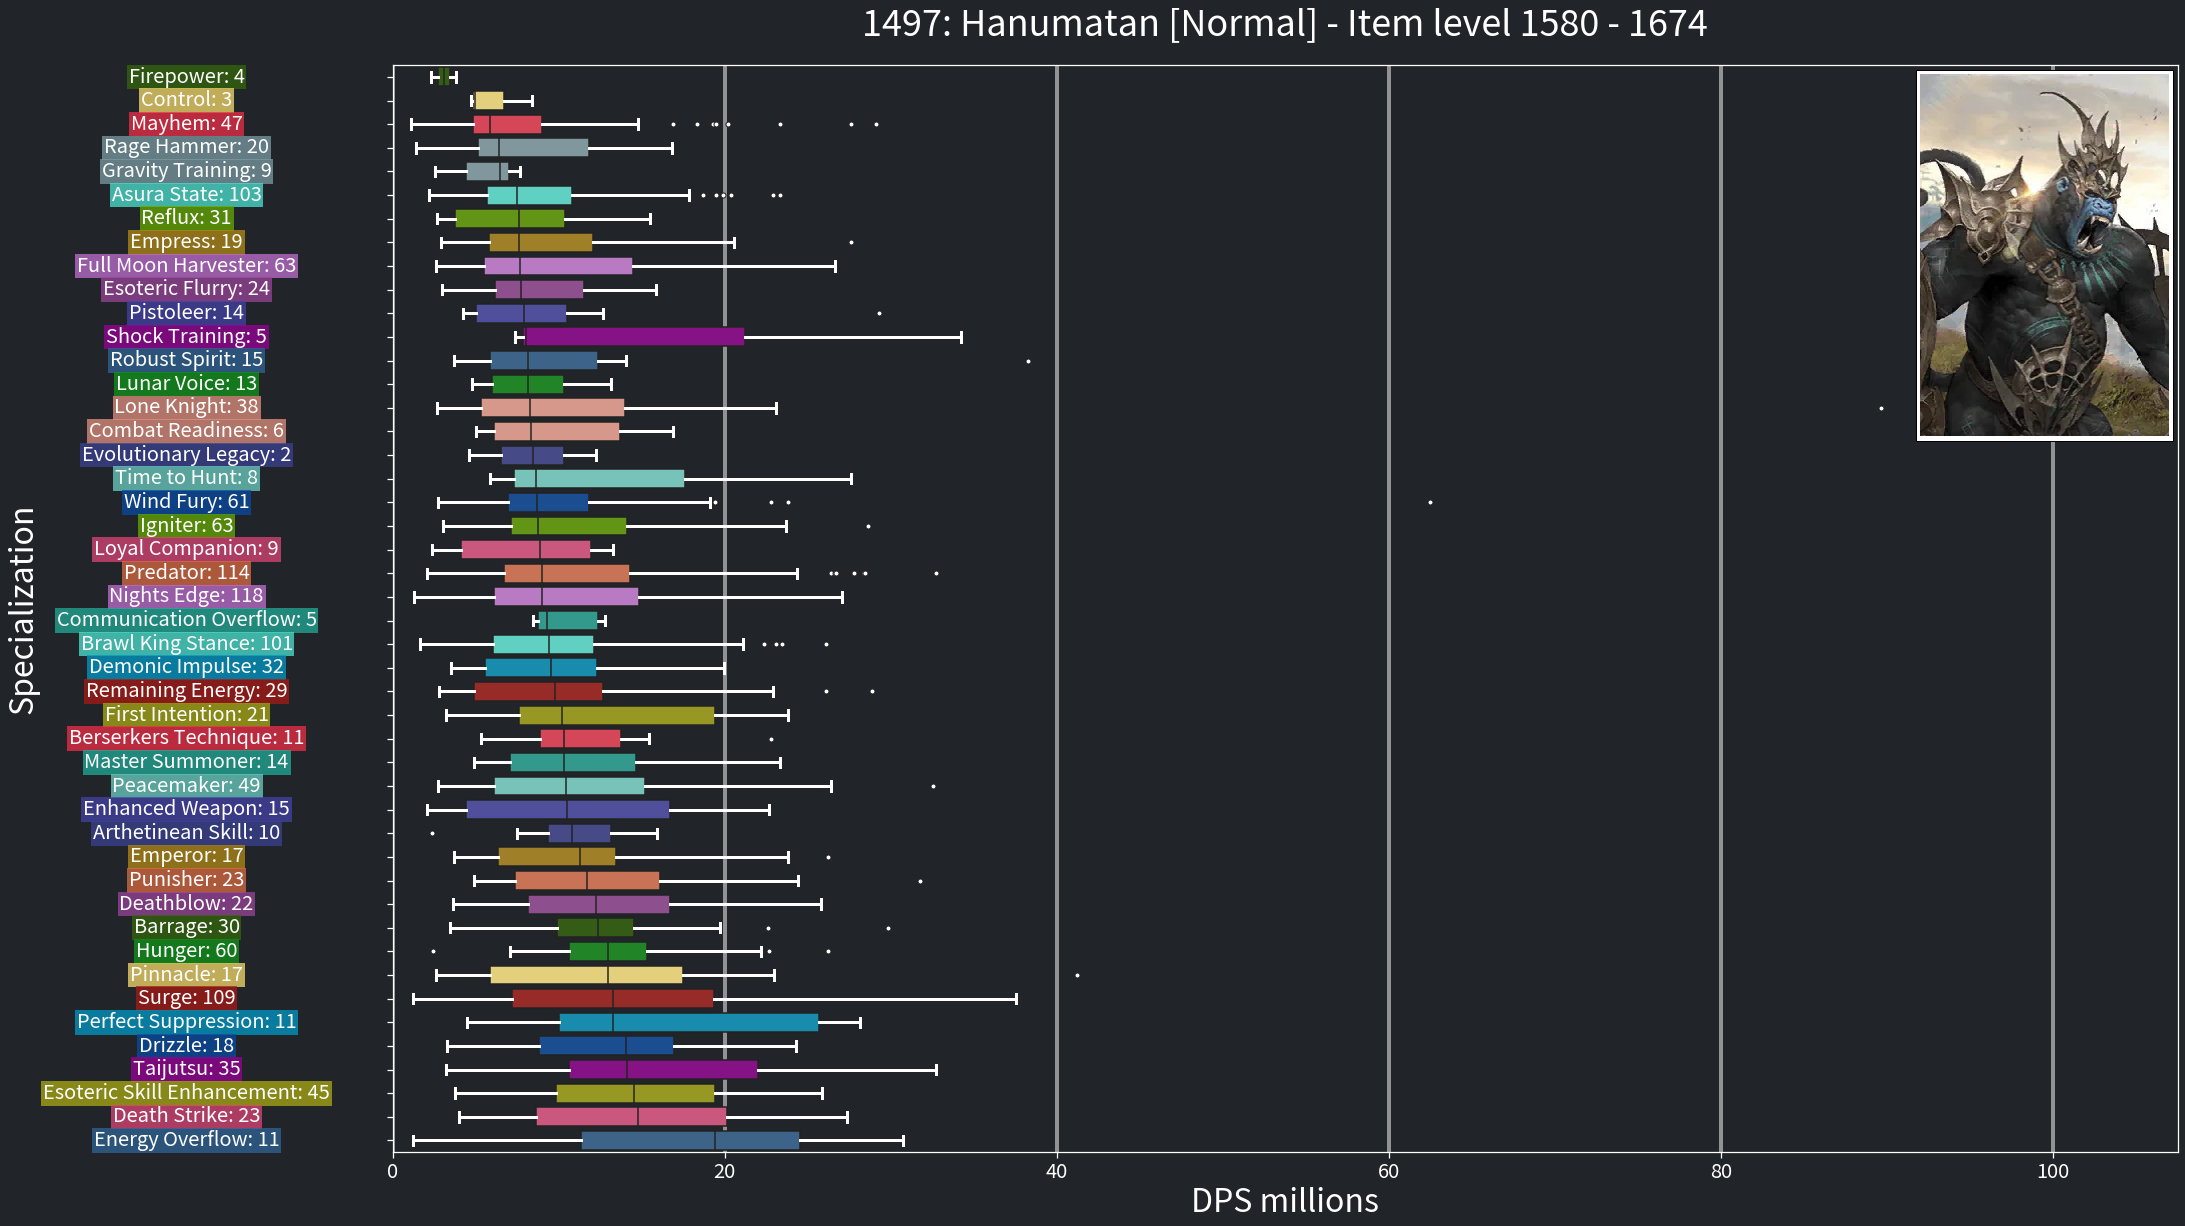 1497: Hanumatan [Normal] - Item level 1580 - 1674
Specialization
Firepower: 4
Control: 3
Mayhem: 47
Rage Hammer: 20
Gravity Training: 9
Asura State: 103
Reflux: 31
Empress: 19
Full Moon Harvester: 63
Esoteric Flurry: 24
Pistoleer: 14
Shock Training: 5
Robust Spirit: 15
Lunar Voice: 13
Lone Knight: 38
Combat Readiness: 6
Evolutionary Legacy: 2
Time to Hunt: 8
Wind Fury: 61
Igniter: 63
Loyal Companion: 9
Predator: 114
Nights Edge: 118
Communication Overflow: 5
Brawl King Stance: 101
Demonic Impulse: 32
Remaining Energy: 29
First Intention: 21
Berserkers Technique: 11
Master Summoner: 14
Peacemaker: 49
Enhanced Weapon: 15
Arthetinean Skill: 10
Emperor: 17
Punisher: 23
Deathblow: 22
Barrage: 30
Hunger: 60
Pinnacle: 17
Surge: 109
Perfect Suppression: 11
Drizzle: 18
Taijutsu: 35
Esoteric Skill Enhancement: 45
Death Strike: 23
Energy Overflow: 11
0 20 40 60 80 100
DPS millions